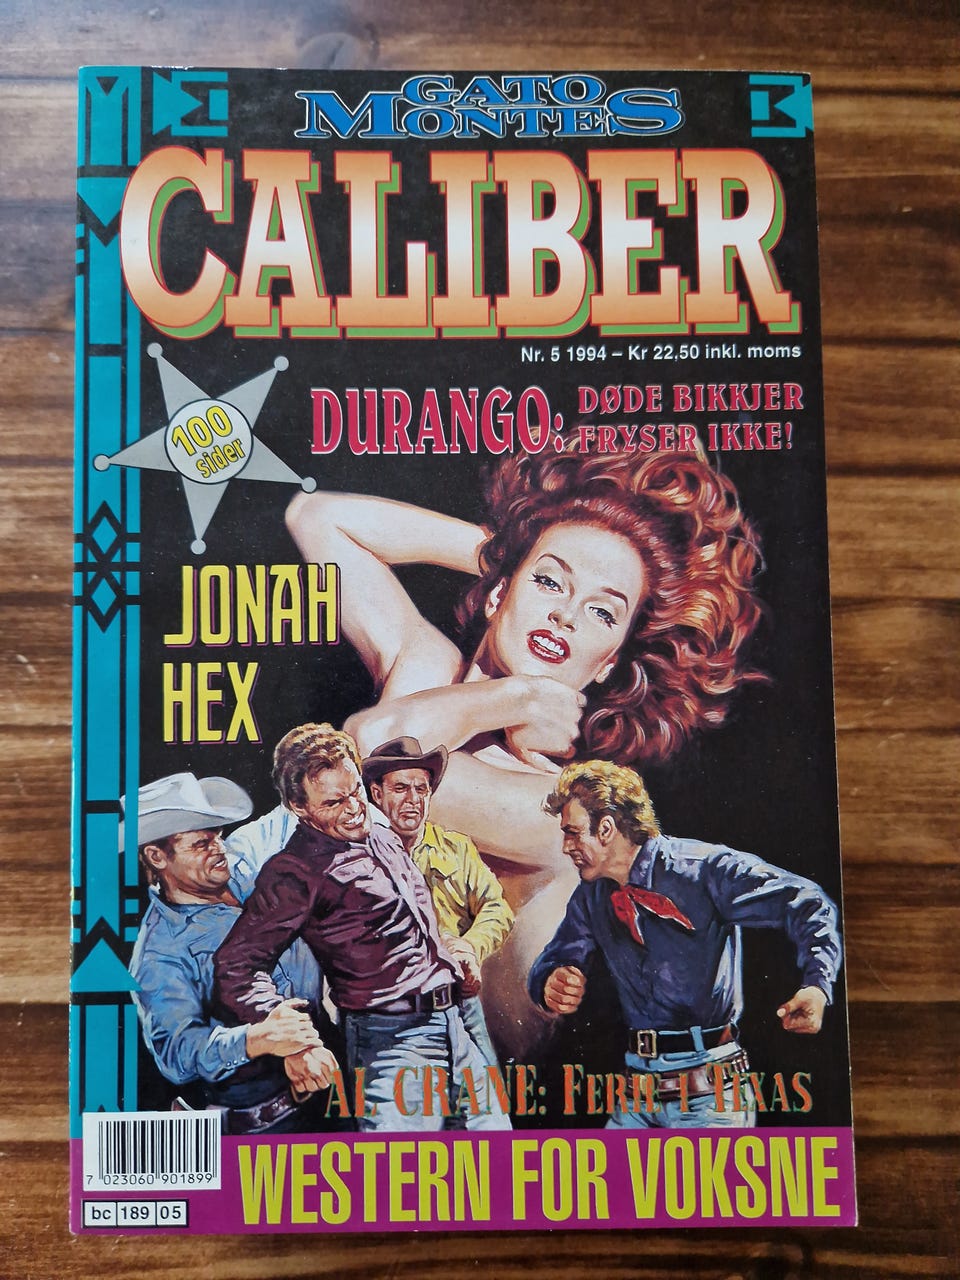 GATO
MONTES
CALIBER
Nr. 5 1994 – Kr 22,50 inkl. moms
100
sider
DURANGO: DØDE BIKKJER
FRYSER IKKE!
JONAH
HEX
AL CRANE: FERIE I TEXAS
7 023060 901899
bc 189 05
WESTERN FOR VOKSNE